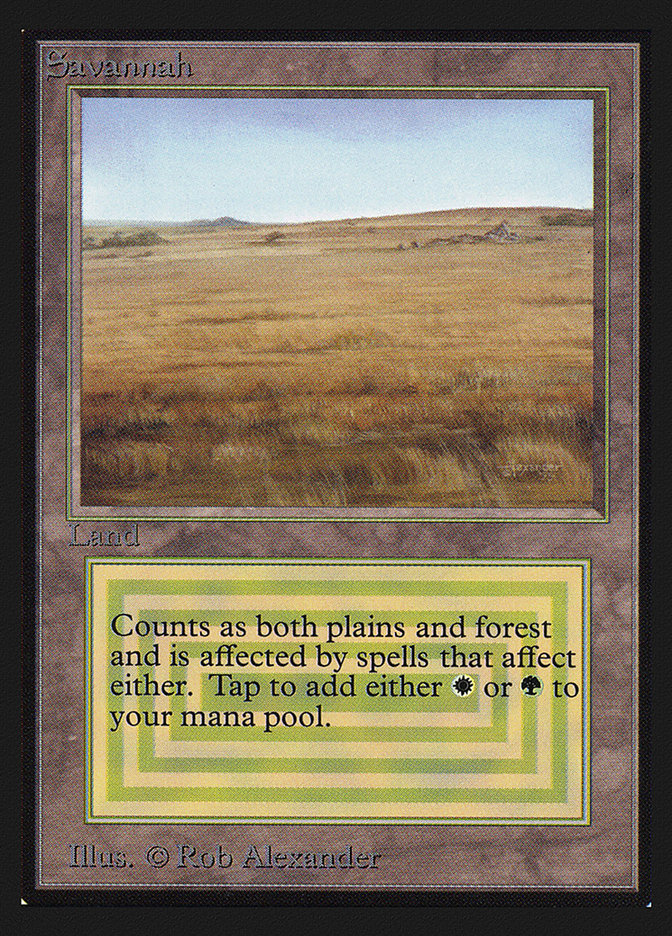 Savannah
Alexander
Land
Counts as both plains and forest
and is affected by spells that affect
either. Tap to add either or to
your mana pool.
Illus. © Rob Alexander